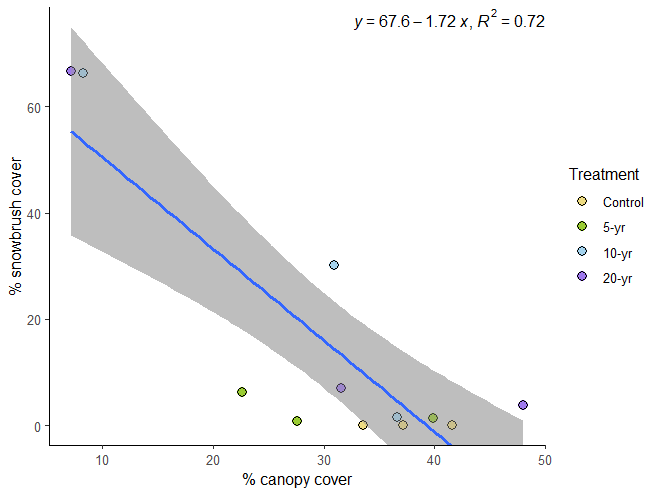 y = 67.6 – 1.72 x, R² = 0.72
% snowbrush cover
60
40
20
0
10
20
30
40
50
% canopy cover
Treatment
Control
5-yr
10-yr
20-yr